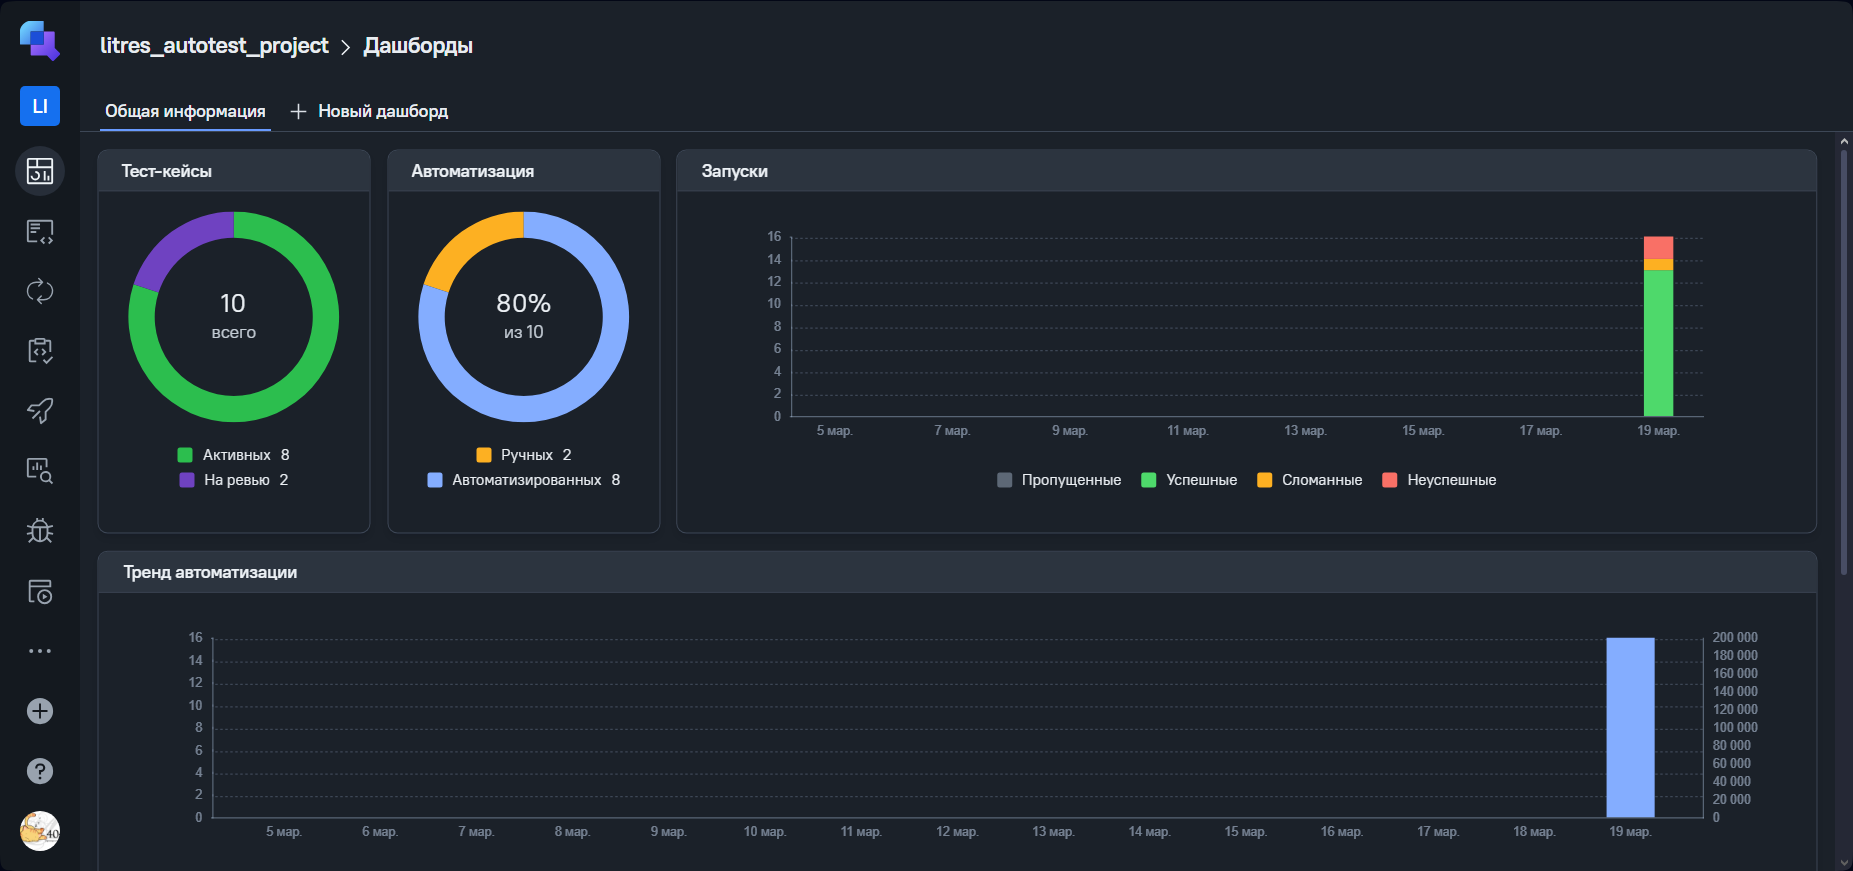 litres_autotest_project > Дашборды
LI
Общая информация + Новый дашборд
Тест-кейсы
10
всего
Активных 8
На ревью 2
Автоматизация
80%
из 10
Ручных 2
Автоматизированных 8
Запуски
16
14
12
10
8
6
4
2
0
5 мар. 7 мар. 9 мар. 11 мар. 13 мар. 15 мар. 17 мар. 19 мар.
Пропущенные Успешные Сломанные Неуспешные
Тренд автоматизации
16
14
12
10
8
6
4
2
0
200 000
180 000
160 000
140 000
120 000
100 000
80 000
60 000
40 000
20 000
0
5 мар. 6 мар. 7 мар. 8 мар. 9 мар. 10 мар. 11 мар. 12 мар. 13 мар. 14 мар. 15 мар. 16 мар. 17 мар. 18 мар. 19 мар.
?
40